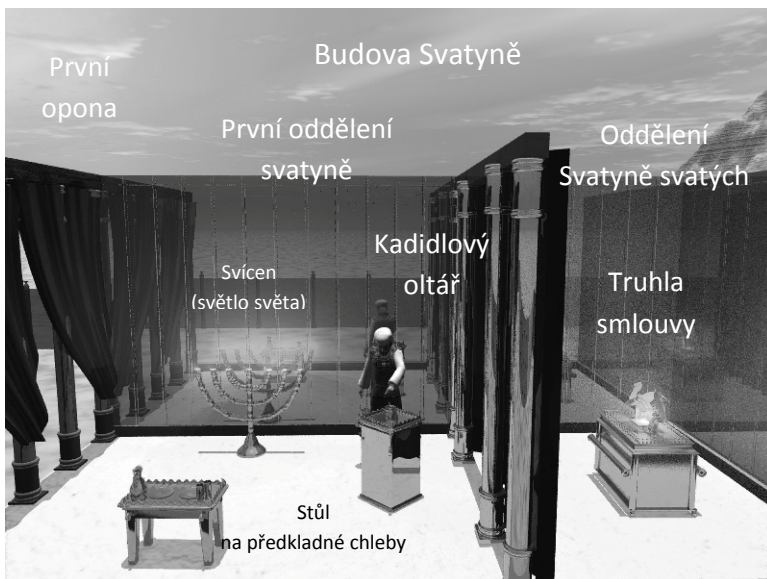 Budova Svatyně
První
opona
První oddělení
svatyně
Oddělení
Svatyně svatých
Kadidlový
oltář
Svícen
(světlo světa)
Truhla
smlouvy
Stůl
na předkladné chleby